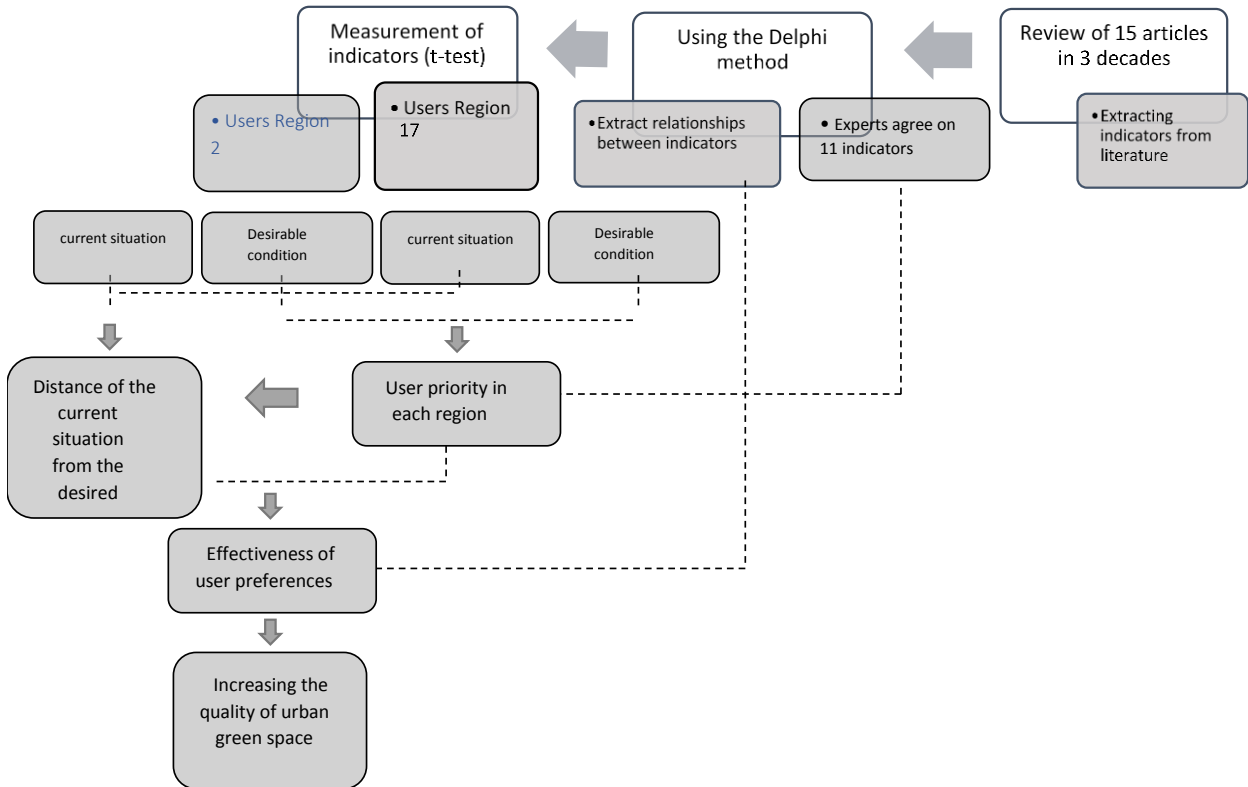 Measurement of
indicators (t-test)
• Users Region
2
• Users Region
17
Using the Delphi
method
•Extract relationships
between indicators
• Experts agree on
11 indicators
Review of 15 articles
in 3 decades
•Extracting
indicators from
literature
current situation
Desirable
condition
current situation
Desirable
condition
Distance of the
current
situation
from the
desired
User priority in
each region
Effectiveness of
user preferences
Increasing the
quality of urban
green space